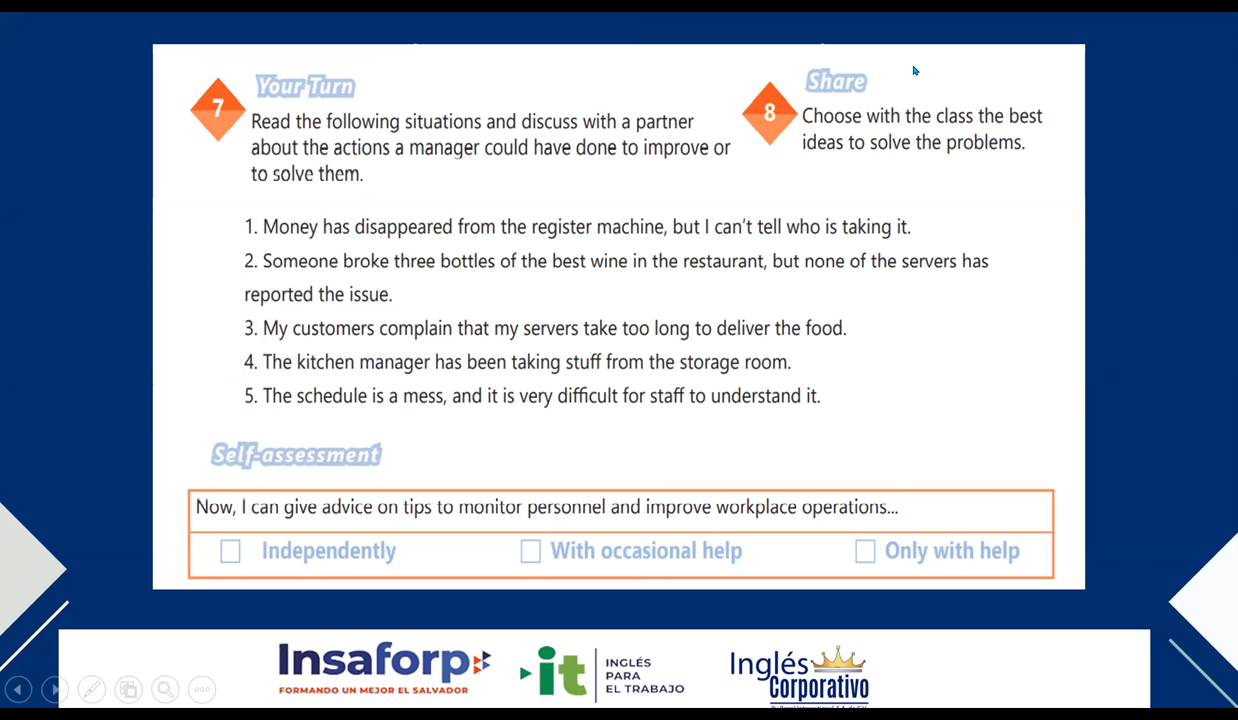 7
Your Turn
Read the following situations and discuss with a partner
about the actions a manager could have done to improve or
to solve them.
8
Share
Choose with the class the best
ideas to solve the problems.
1. Money has disappeared from the register machine, but I can't tell who is taking it.
2. Someone broke three bottles of the best wine in the restaurant, but none of the servers has
reported the issue.
3. My customers complain that my servers take too long to deliver the food.
4. The kitchen manager has been taking stuff from the storage room.
5. The schedule is a mess, and it is very difficult for staff to understand it.
Self-assessment
Now, I can give advice on tips to monitor personnel and improve workplace operations...
Independently
With occasional help
Only with help
Insaforp
FORMANDO UN MEJOR EL SALVADOR
it
INGLÉS
PARA
EL TRABAJO
Inglés
Corporativo